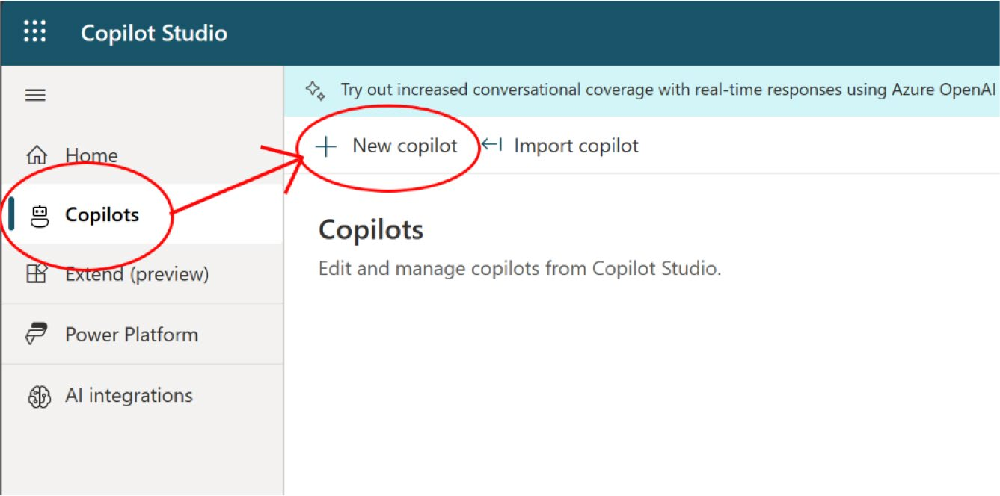 Copilot Studio
Try out increased conversational coverage with real-time responses using Azure OpenAI
Home
Copilots
Extend (preview)
Power Platform
AI integrations
New copilot
Import copilot
Copilots
Edit and manage copilots from Copilot Studio.